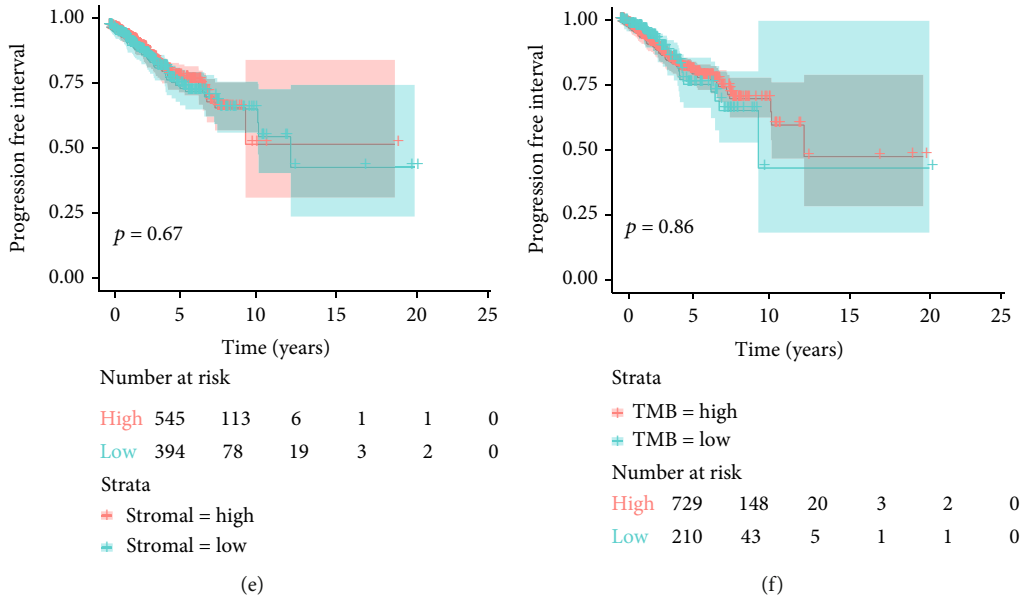 Progression free interval
1.00
0.75
0.50
0.25
0.00
p = 0.67
0 5 10 15 20 25
Time (years)
Number at risk
High 545 113 6 1 1 0
Low 394 78 19 3 2 0
Strata
Stromal = high
Stromal = low
(e)
Progression free interval
1.00
0.75
0.50
0.25
0.00
p = 0.86
0 5 10 15 20 25
Time (years)
Strata
TMB = high
TMB = low
Number at risk
High 729 148 20 3 2 0
Low 210 43 5 1 1 0
(f)